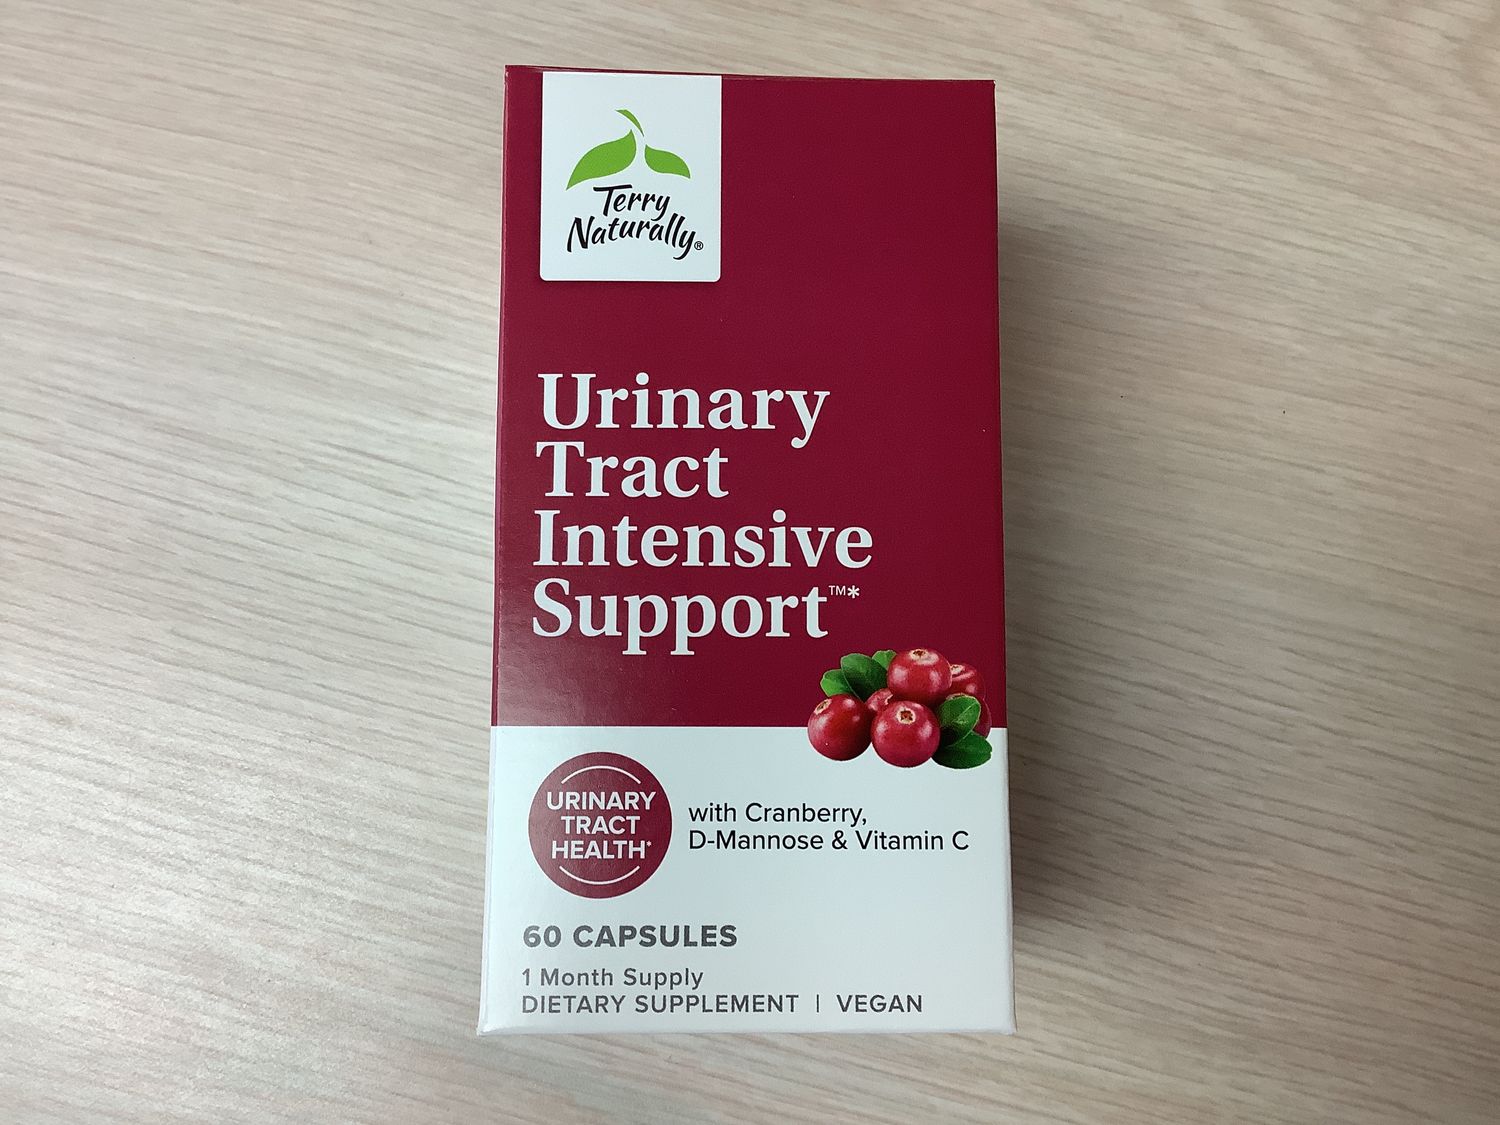 Terry
Naturally®
Urinary
Tract
Intensive
Support™*
URINARY
TRACT
HEALTH*
with Cranberry,
D-Mannose & Vitamin C
60 CAPSULES
1 Month Supply
DIETARY SUPPLEMENT | VEGAN